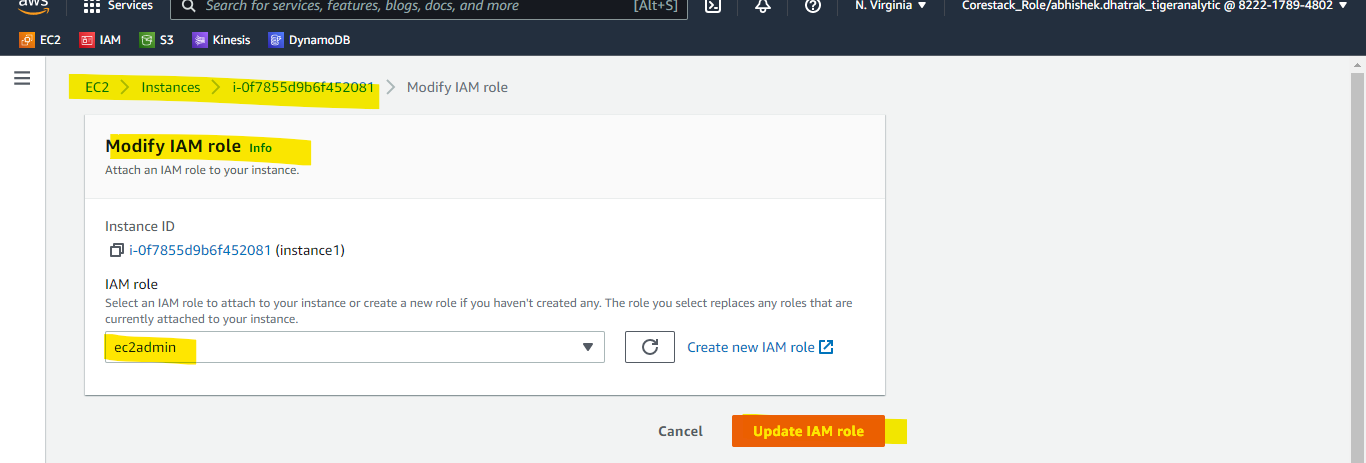 aws Services Search for services, features, blogs, docs, and more [Alt+S] N. Virginia Corestack_Role/abhishek.dhatrak_tigeranalytic @ 8222-1789-4802
EC2 IAM S3 Kinesis DynamoDB
EC2 Instances i-0f7855d9b6f452081 Modify IAM role
Modify IAM role Info
Attach an IAM role to your instance.
Instance ID
i-0f7855d9b6f452081 (instance1)
IAM role
Select an IAM role to attach to your instance or create a new role if you haven't created any. The role you select replaces any roles that are
currently attached to your instance.
ec2admin Create new IAM role
Cancel Update IAM role